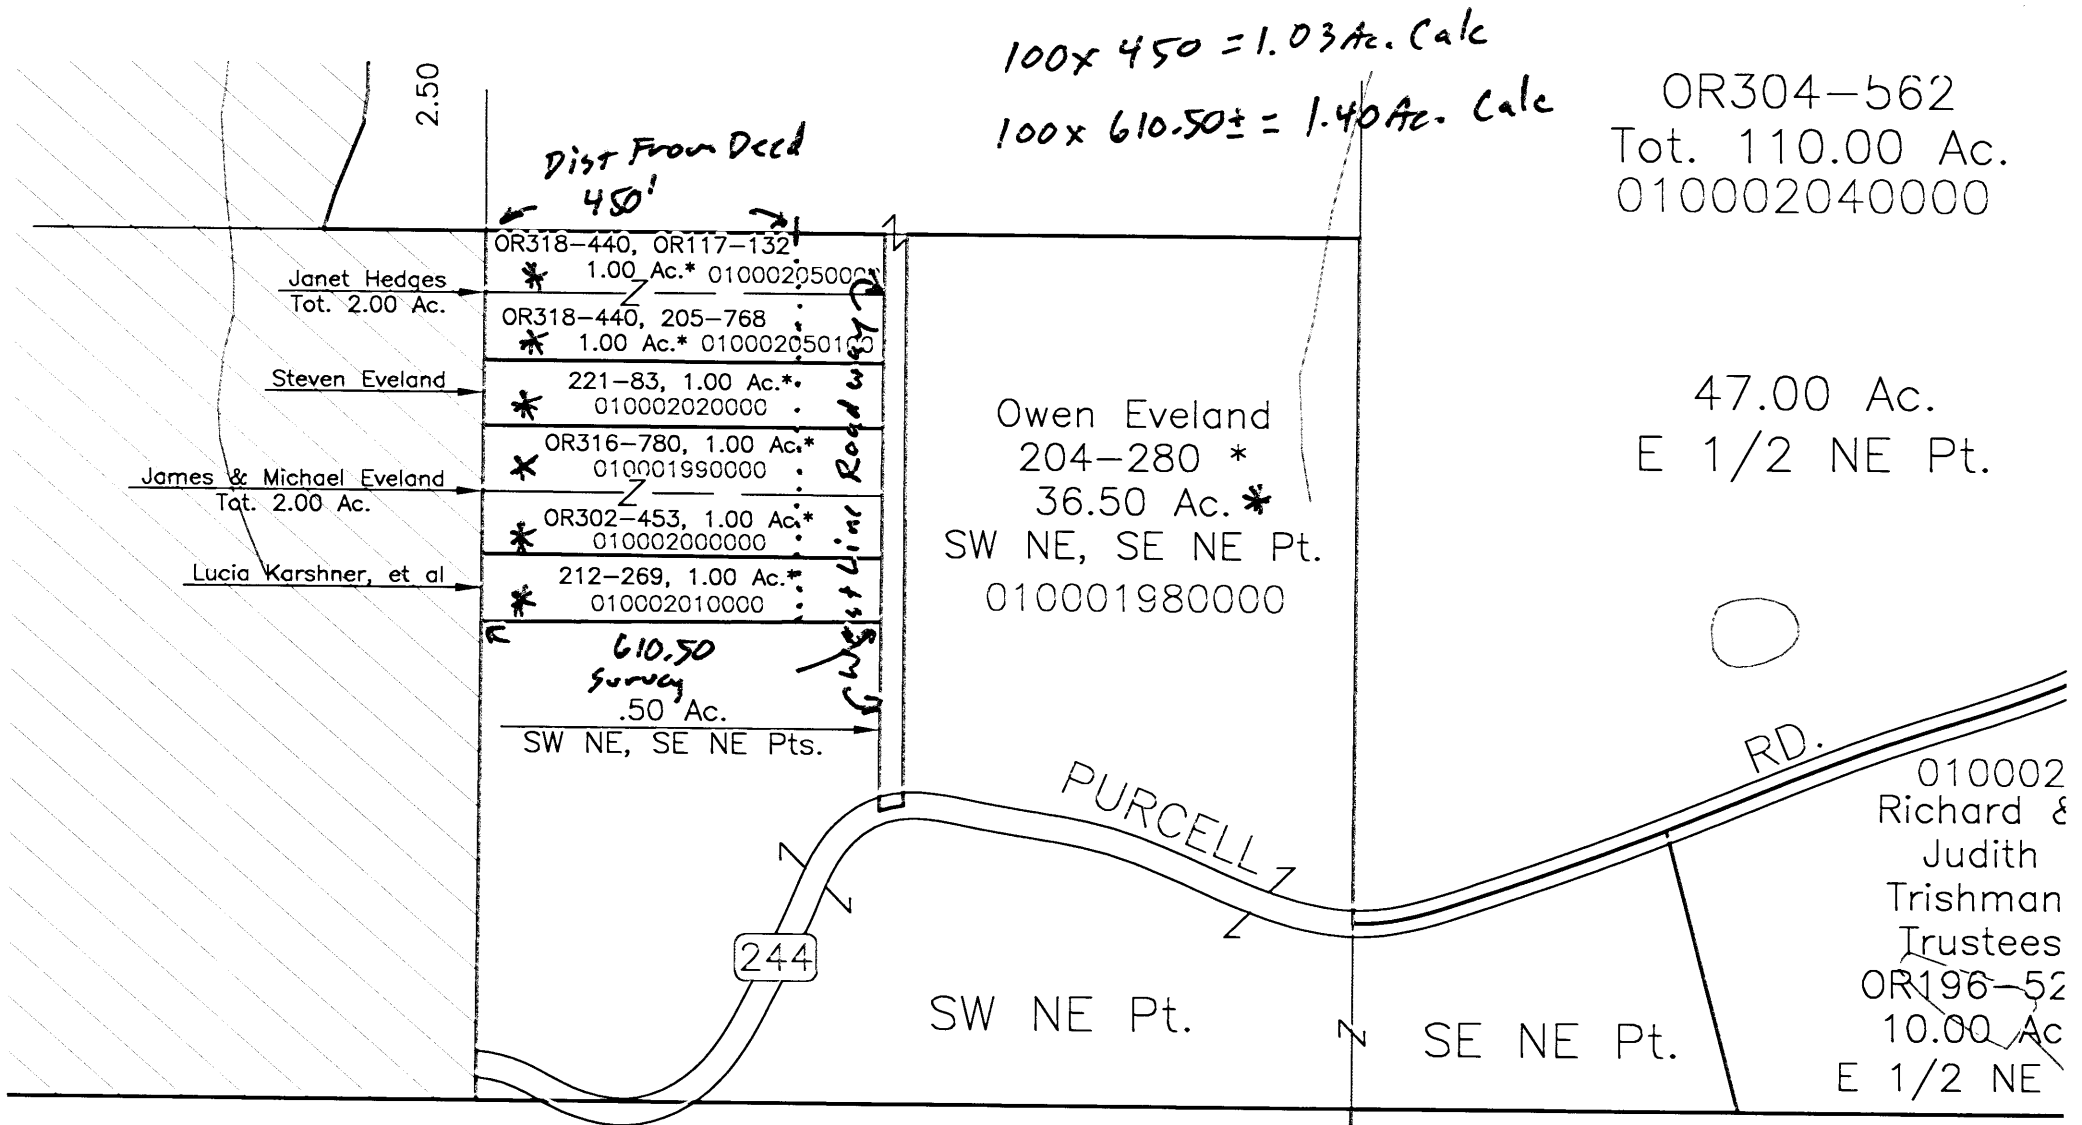 100x 450 = 1.03 Ac. Calc
100x 610.50± = 1.40 Ac. Calc
2.50
Dist From Deed
450'
OR304-562
Tot. 110.00 Ac.
010002040000
OR318-440, OR117-132
1.00 Ac.* 01000205000
Janet Hedges
Tot. 2.00 Ac.
Z
OR318-440, 205-768
* 1.00 Ac.* 010002050100
Steven Eveland
221-83, 1.00 Ac.*
* 010002020000
OR316-780, 1.00 Ac.*
* 010001990000
James & Michael Eveland
Tot. 2.00 Ac.
Z
OR302-453, 1.00 Ac.*
* 010002000000
Lucia Karshner, et al
212-269, 1.00 Ac.*
* 010002010000
West Line Roadway
610.50
Survey
.50 Ac.
SW NE, SE NE Pts.
Z
Owen Eveland
204-280 *
36.50 Ac. *
SW NE, SE NE Pt.
010001980000
47.00 Ac.
E 1/2 NE Pt.
PURCELL RD.
Z
Z
Z
Z
244
SW NE Pt.
Z
SE NE Pt.
010002
Richard &
Judith
Trishman
Trustees
OR196-52
10.00 Ac
E 1/2 NE